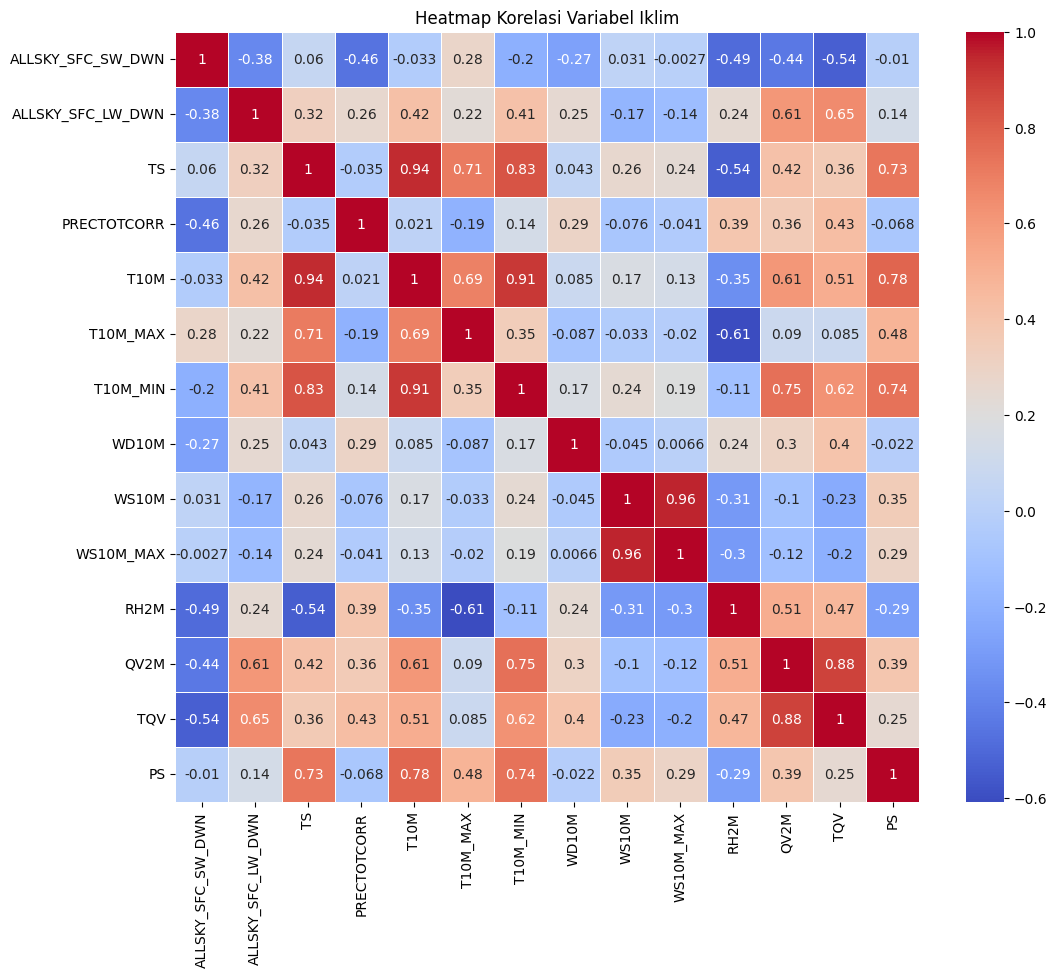 Heatmap Korelasi Variabel Iklim
ALLSKY_SFC_SW_DWN 1 -0.38 0.06 -0.46 -0.033 0.28 -0.2 -0.27 0.031 -0.0027 -0.49 -0.44 -0.54 -0.01
ALLSKY_SFC_LW_DWN -0.38 1 0.32 0.26 0.42 0.22 0.41 0.25 -0.17 -0.14 0.24 0.61 0.65 0.14
TS 0.06 0.32 1 -0.035 0.94 0.71 0.83 0.043 0.26 0.24 -0.54 0.42 0.36 0.73
PRECTOTCORR -0.46 0.26 -0.035 1 0.021 -0.19 0.14 0.29 -0.076 -0.041 0.39 0.36 0.43 -0.068
T10M -0.033 0.42 0.94 0.021 1 0.69 0.91 0.085 0.17 0.13 -0.35 0.61 0.51 0.78
T10M_MAX 0.28 0.22 0.71 -0.19 0.69 1 0.35 -0.087 -0.033 -0.02 -0.61 0.09 0.085 0.48
T10M_MIN -0.2 0.41 0.83 0.14 0.91 0.35 1 0.17 0.24 0.19 -0.11 0.75 0.62 0.74
WD10M -0.27 0.25 0.043 0.29 0.085 -0.087 0.17 1 -0.045 0.0066 0.24 0.3 0.4 -0.022
WS10M 0.031 -0.17 0.26 -0.076 0.17 -0.033 0.24 -0.045 1 0.96 -0.31 -0.1 -0.23 0.35
WS10M_MAX -0.0027 -0.14 0.24 -0.041 0.13 -0.02 0.19 0.0066 0.96 1 -0.3 -0.12 -0.2 0.29
RH2M -0.49 0.24 -0.54 0.39 -0.35 -0.61 -0.11 0.24 -0.31 -0.3 1 0.51 0.47 -0.29
QV2M -0.44 0.61 0.42 0.36 0.61 0.09 0.75 0.3 -0.1 -0.12 0.51 1 0.88 0.39
TQV -0.54 0.65 0.36 0.43 0.51 0.085 0.62 0.4 -0.23 -0.2 0.47 0.88 1 0.25
PS -0.01 0.14 0.73 -0.068 0.78 0.48 0.74 -0.022 0.35 0.29 -0.29 0.39 0.25 1
ALLSKY_SFC_SW_DWN
ALLSKY_SFC_LW_DWN
TS
PRECTOTCORR
T10M
T10M_MAX
T10M_MIN
WD10M
WS10M
WS10M_MAX
RH2M
QV2M
TQV
PS
1.0
0.8
0.6
0.4
0.2
0.0
−0.2
−0.4
−0.6